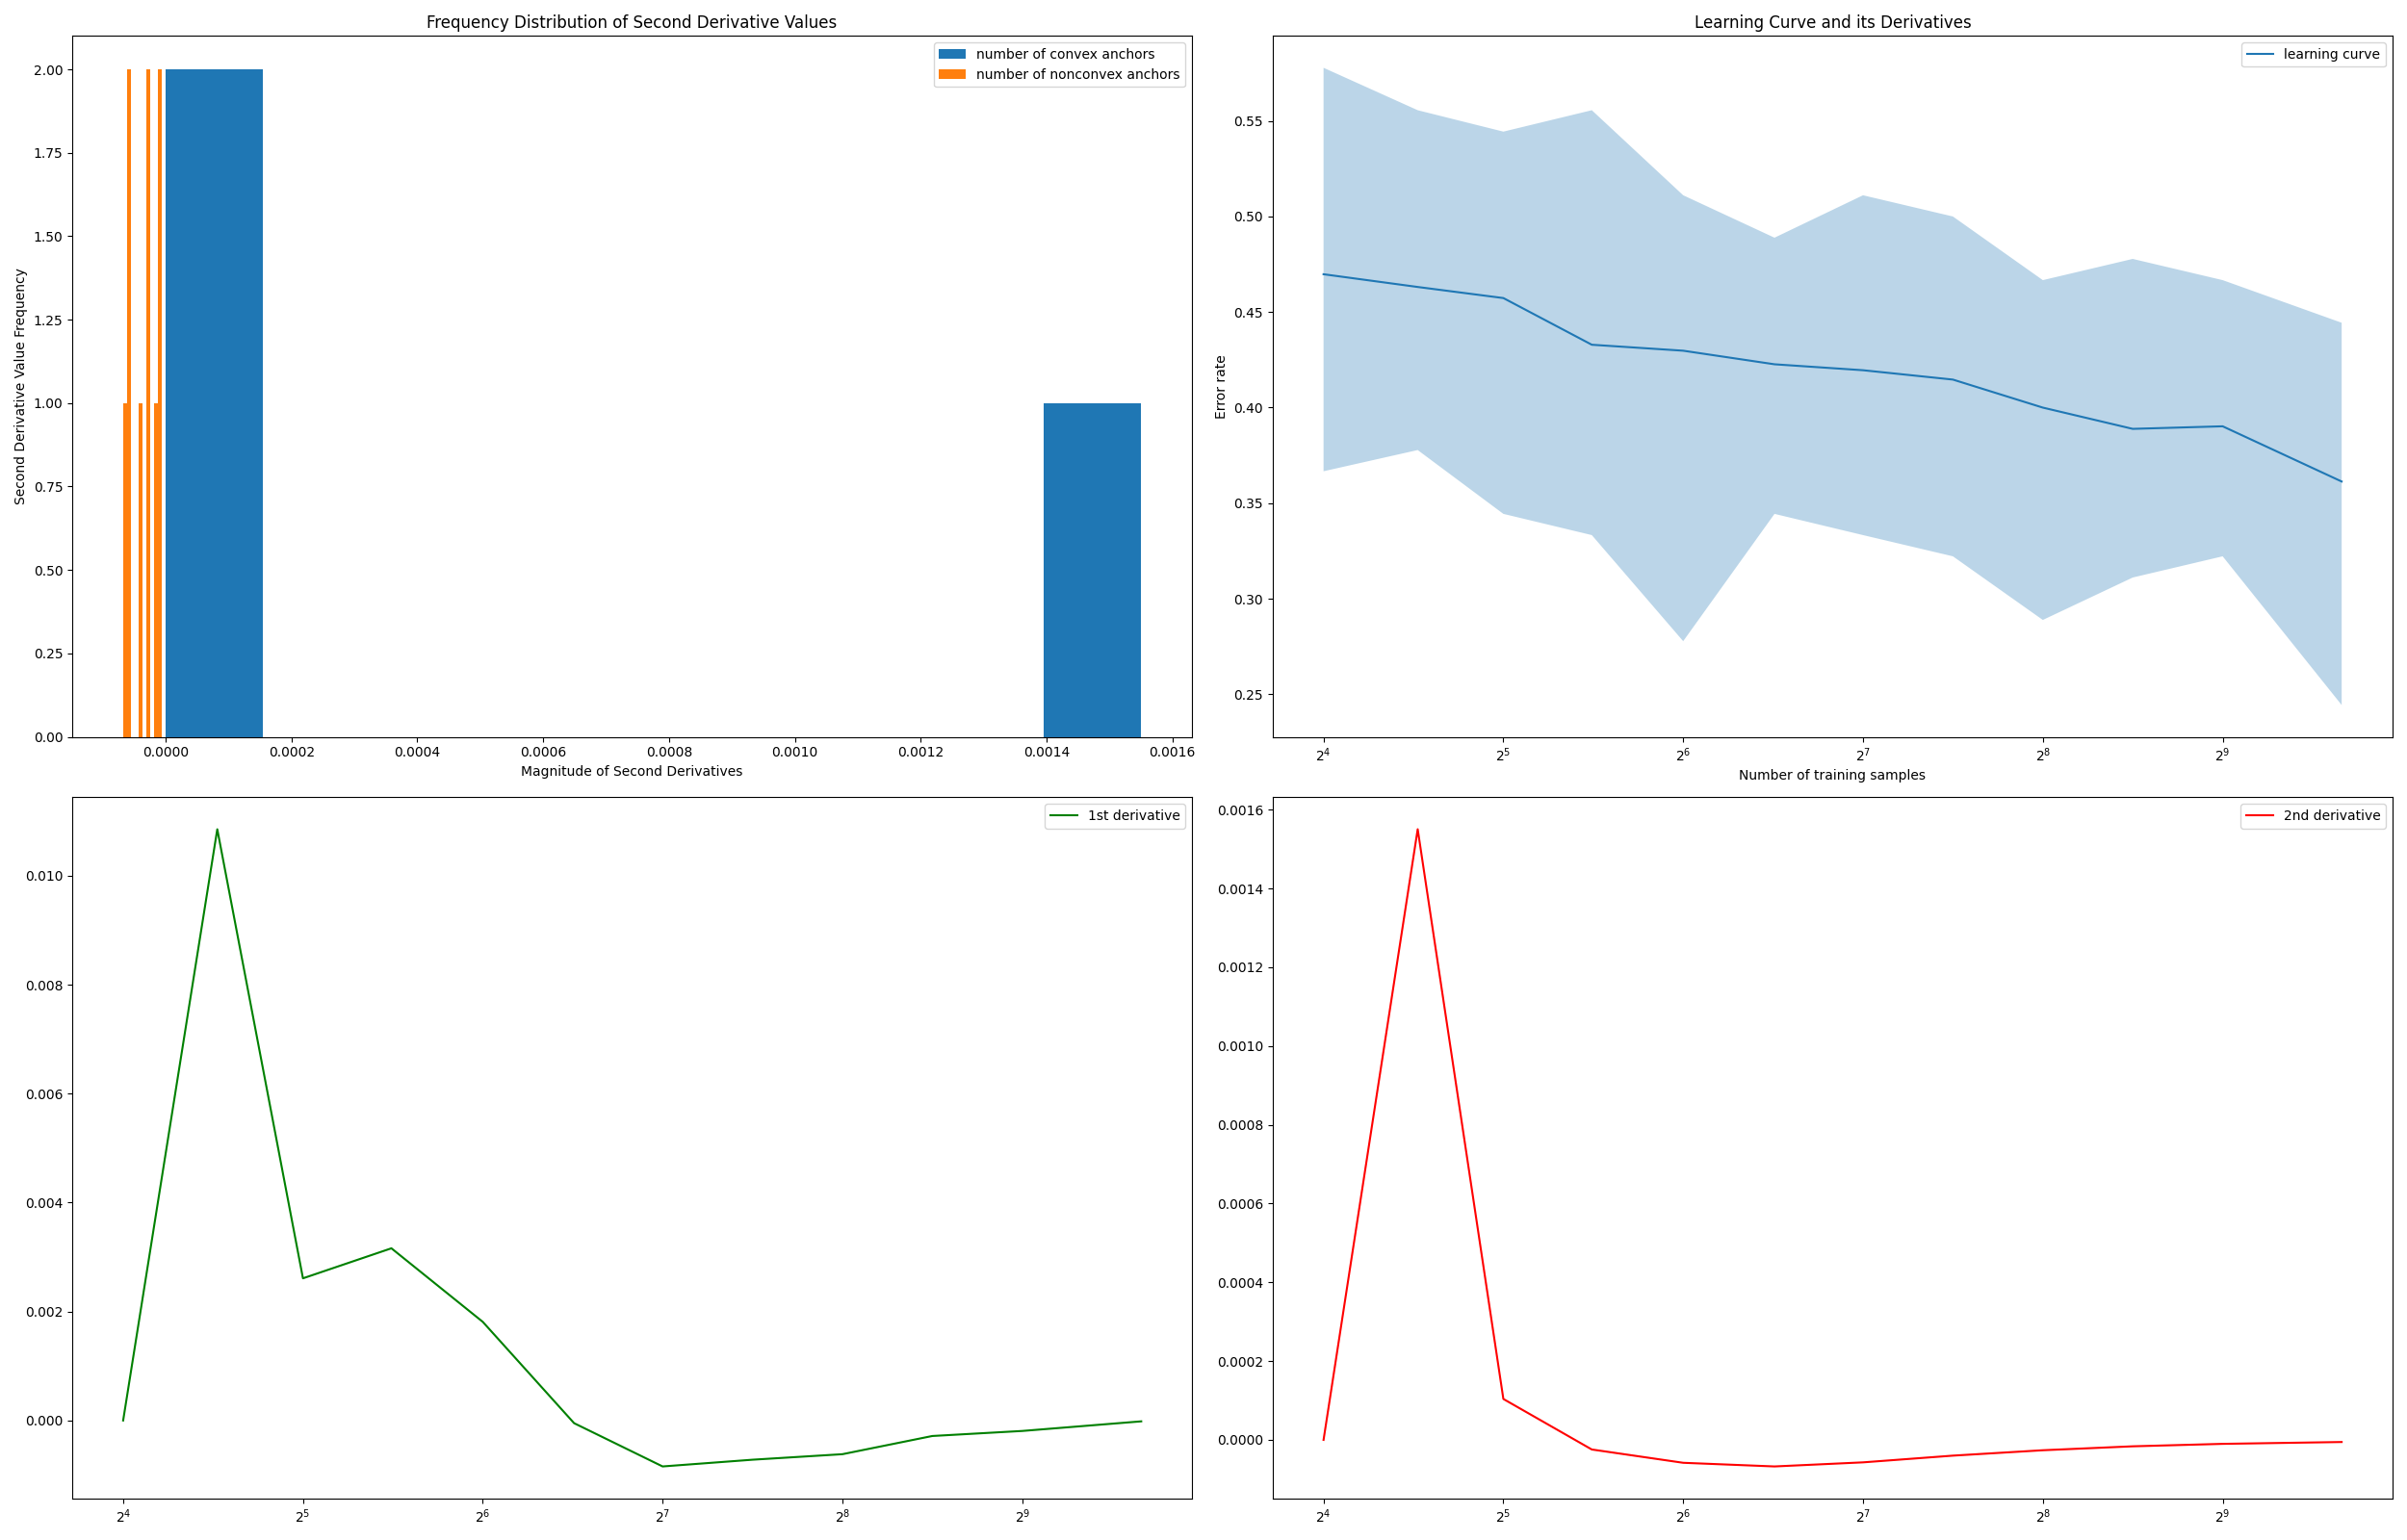 Frequency Distribution of Second Derivative Values
number of convex anchors
number of nonconvex anchors
Second Derivative Value Frequency
2.00
1.75
1.50
1.25
1.00
0.75
0.50
0.25
0.00
0.0000 0.0002 0.0004 0.0006 0.0008 0.0010 0.0012 0.0014 0.0016
Magnitude of Second Derivatives
Learning Curve and its Derivatives
learning curve
Error rate
0.55
0.50
0.45
0.40
0.35
0.30
0.25
2⁴ 2⁵ 2⁶ 2⁷ 2⁸ 2⁹
Number of training samples
1st derivative
0.010
0.008
0.006
0.004
0.002
0.000
2⁴ 2⁵ 2⁶ 2⁷ 2⁸ 2⁹
2nd derivative
0.0016
0.0014
0.0012
0.0010
0.0008
0.0006
0.0004
0.0002
0.0000
2⁴ 2⁵ 2⁶ 2⁷ 2⁸ 2⁹